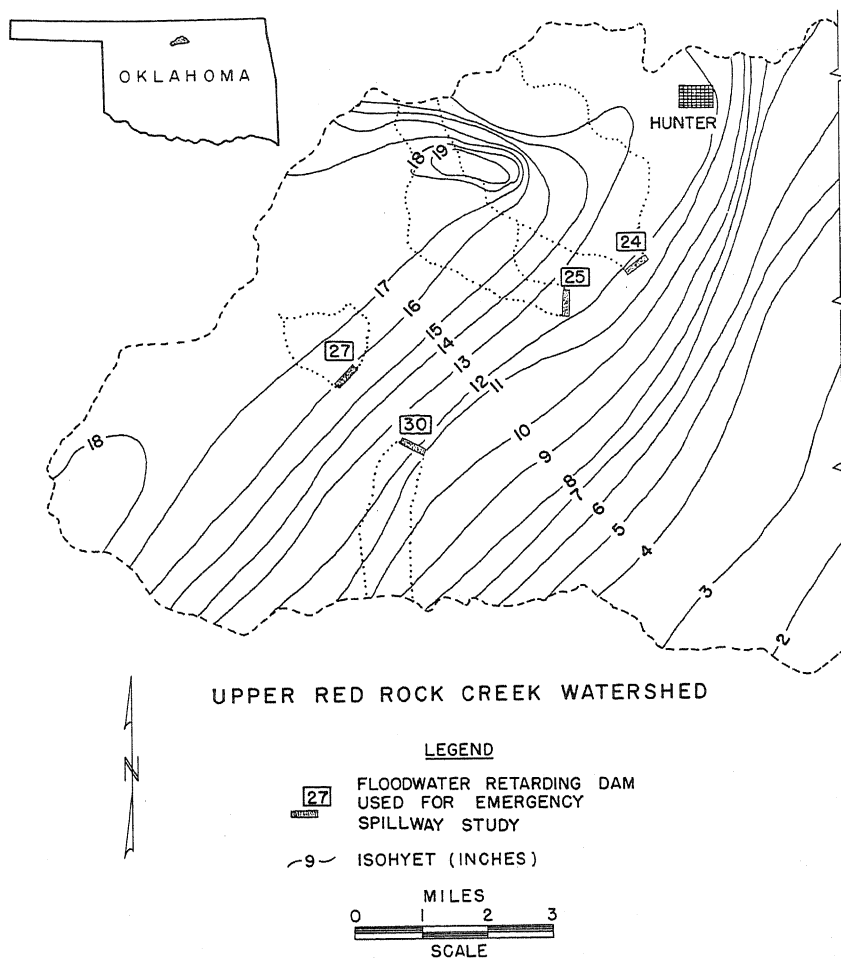 OKLAHOMA
HUNTER
18
19
24
25
17
16
15
14
13
12
11
27
30
18
10
9
8
7
6
5
4
3
2
UPPER RED ROCK CREEK WATERSHED
N
LEGEND
27 FLOODWATER RETARDING DAM
USED FOR EMERGENCY
SPILLWAY STUDY
9 ISOHYET (INCHES)
MILES
0 1 2 3
SCALE